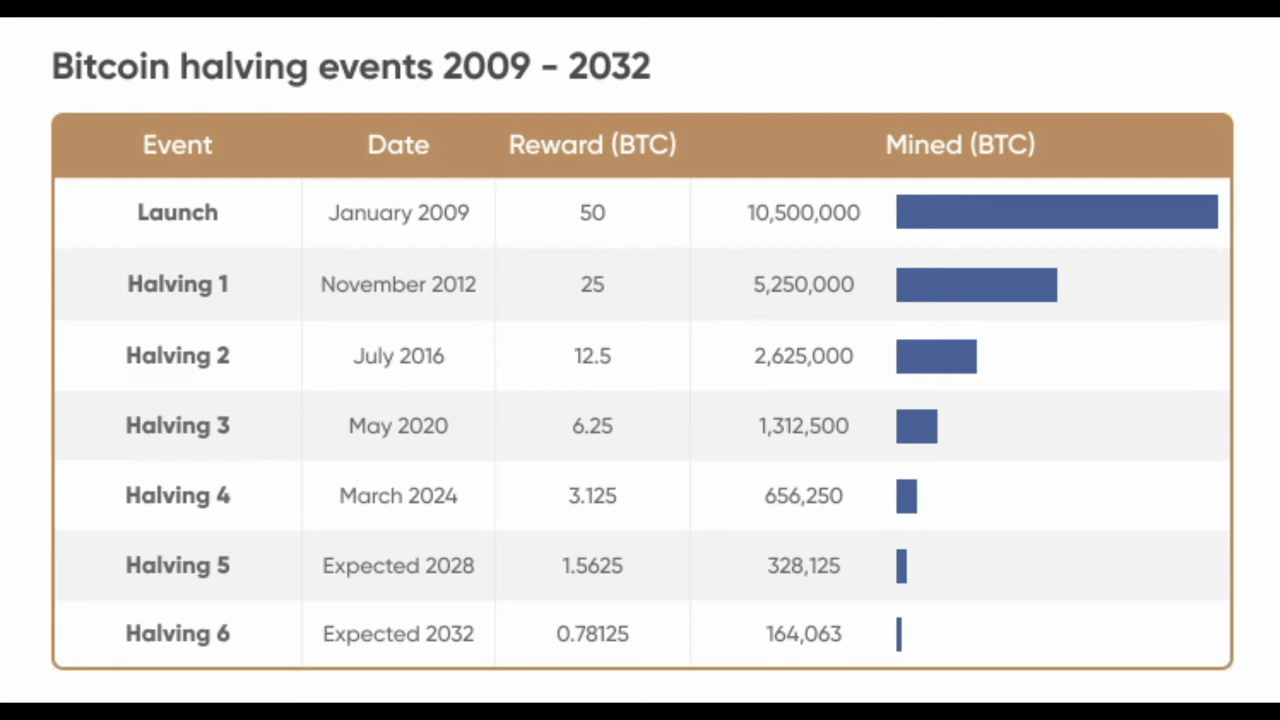 Bitcoin halving events 2009 - 2032
Event Date Reward (BTC) Mined (BTC)
Launch January 2009 50 10,500,000
Halving 1 November 2012 25 5,250,000
Halving 2 July 2016 12.5 2,625,000
Halving 3 May 2020 6.25 1,312,500
Halving 4 March 2024 3.125 656,250
Halving 5 Expected 2028 1.5625 328,125
Halving 6 Expected 2032 0.78125 164,063